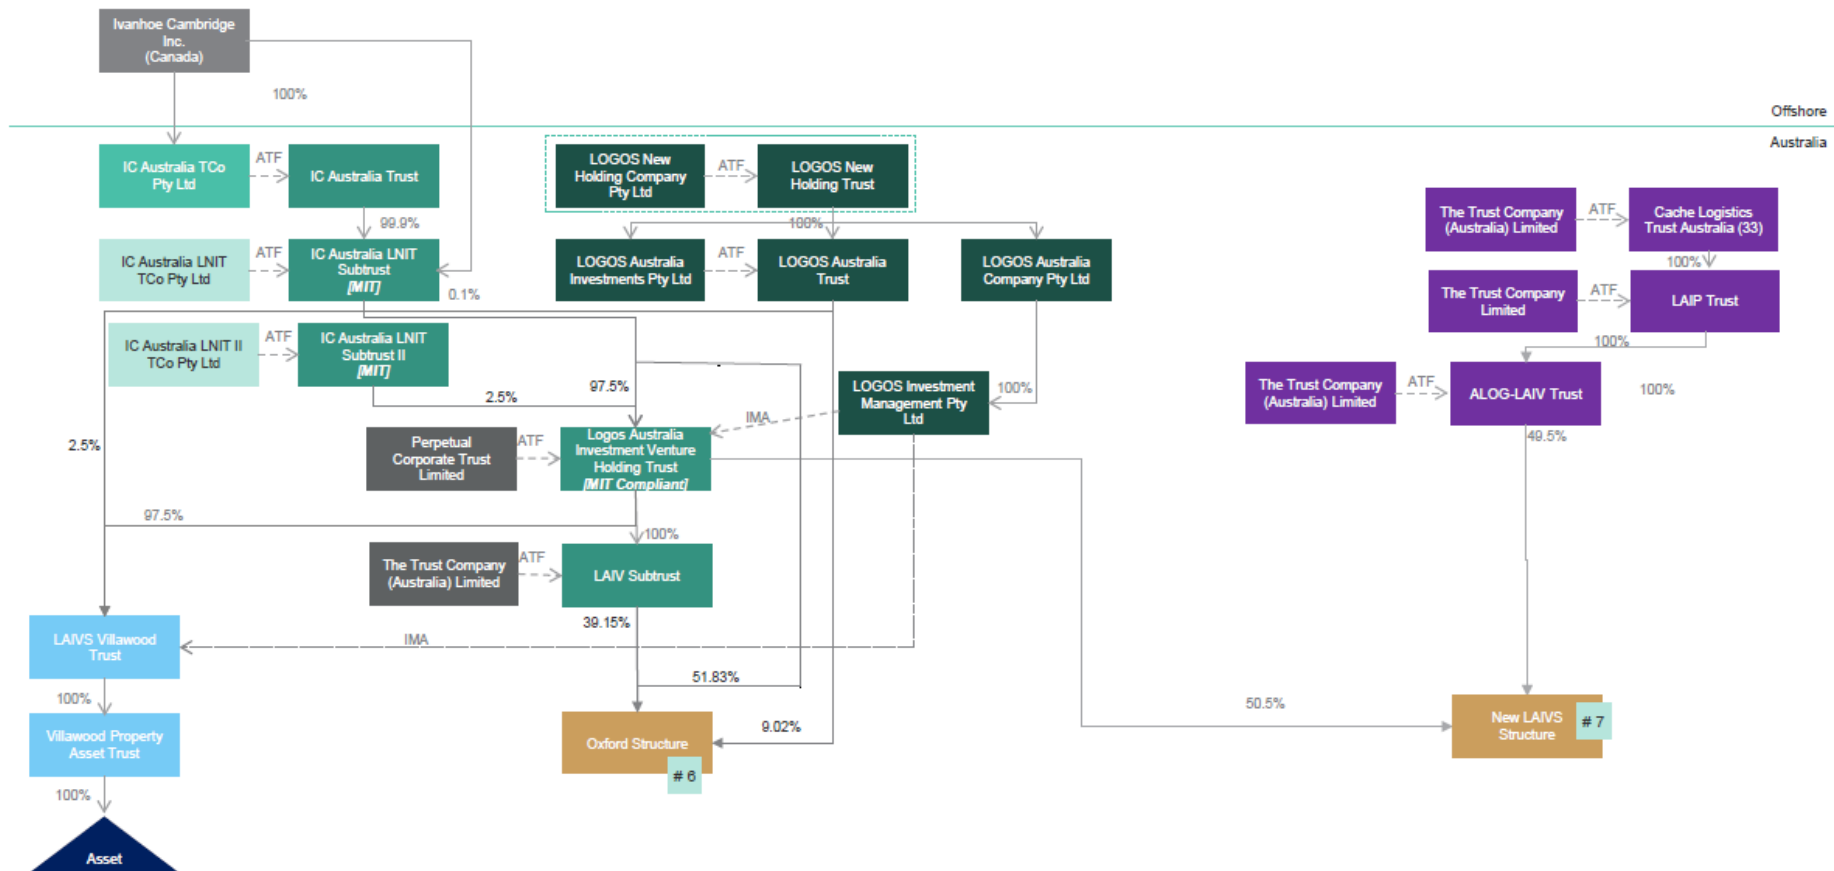 Ivanhoe Cambridge
Inc.
(Canada)
100%
Offshore
Australia
IC Australia TCo
Pty Ltd
ATF
IC Australia Trust
LOGOS New
Holding Company
Pty Ltd
ATF
LOGOS New
Holding Trust
The Trust Company
(Australia) Limited
ATF
Cache Logistics
Trust Australia (33)
99.9%
100%
100%
IC Australia LNIT
TCo Pty Ltd
ATF
IC Australia LNIT
Subtrust
[MIT]
0.1%
LOGOS Australia
Investments Pty Ltd
ATF
LOGOS Australia
Trust
LOGOS Australia
Company Pty Ltd
The Trust Company
Limited
ATF
LAIP Trust
100%
IC Australia LNIT II
TCo Pty Ltd
ATF
IC Australia LNIT
Subtrust II
[MIT]
97.5%
2.5%
LOGOS Investment
Management Pty
Ltd
100%
The Trust Company
(Australia) Limited
ATF
ALOG-LAIV Trust
100%
IMA
2.5%
Perpetual
Corporate Trust
Limited
ATF
Logos Australia
Investment Venture
Holding Trust
[MIT Compliant]
49.5%
97.5%
100%
The Trust Company
(Australia) Limited
ATF
LAIV Subtrust
39.15%
LAIVS Villawood
Trust
IMA
51.83%
100%
50.5%
Villawood Property
Asset Trust
Oxford Structure
# 6
9.02%
New LAIVS
Structure
# 7
100%
Asset